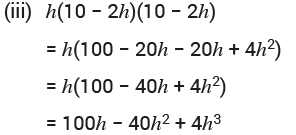 (iii) h(10 − 2h)(10 − 2h)
= h(100 − 20h − 20h + 4h²)
= h(100 − 40h + 4h²)
= 100h − 40h² + 4h³